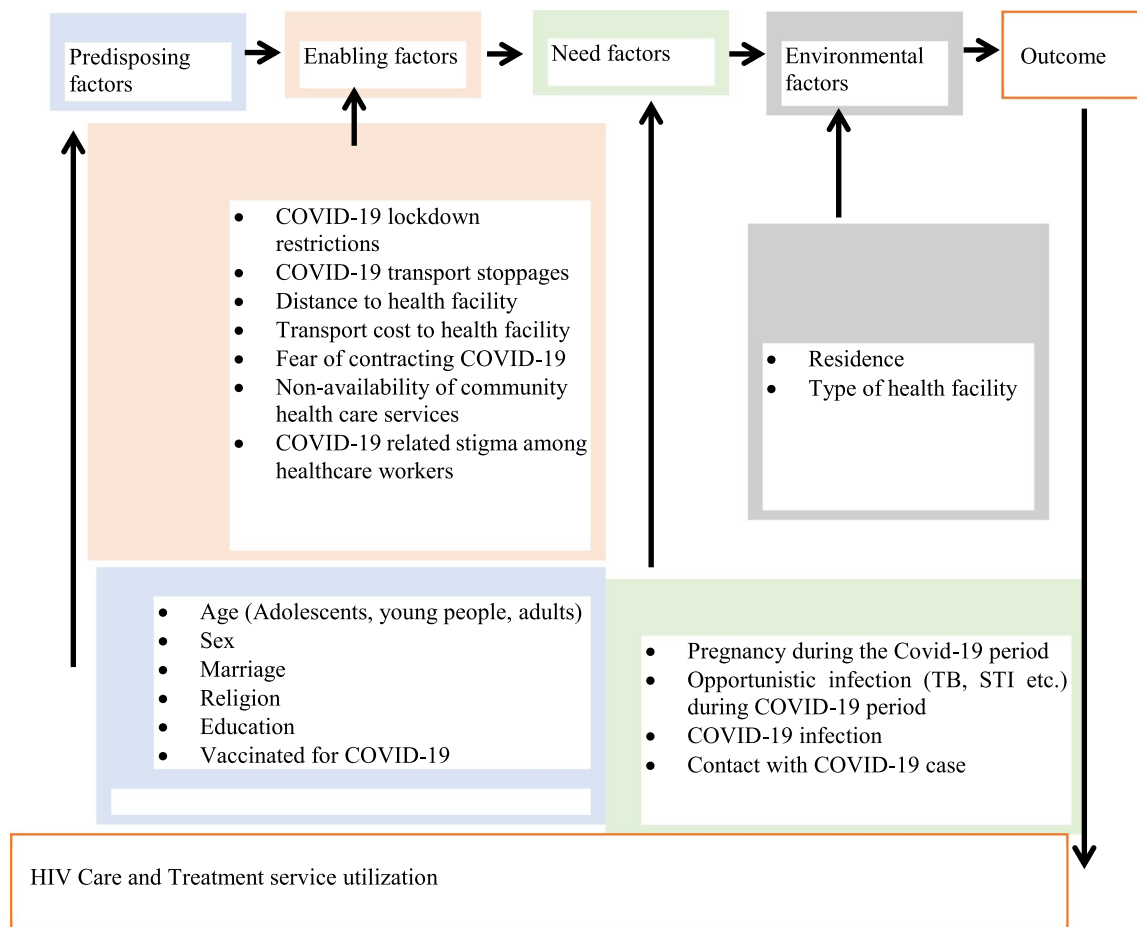 Predisposing
factors
Enabling factors
Need factors
Environmental
factors
Outcome
• COVID-19 lockdown
restrictions
• COVID-19 transport stoppages
• Distance to health facility
• Transport cost to health facility
• Fear of contracting COVID-19
• Non-availability of community
health care services
• COVID-19 related stigma among
healthcare workers
• Residence
• Type of health facility
• Age (Adolescents, young people, adults)
• Sex
• Marriage
• Religion
• Education
• Vaccinated for COVID-19
• Pregnancy during the Covid-19 period
• Opportunistic infection (TB, STI etc.)
during COVID-19 period
• COVID-19 infection
• Contact with COVID-19 case
HIV Care and Treatment service utilization